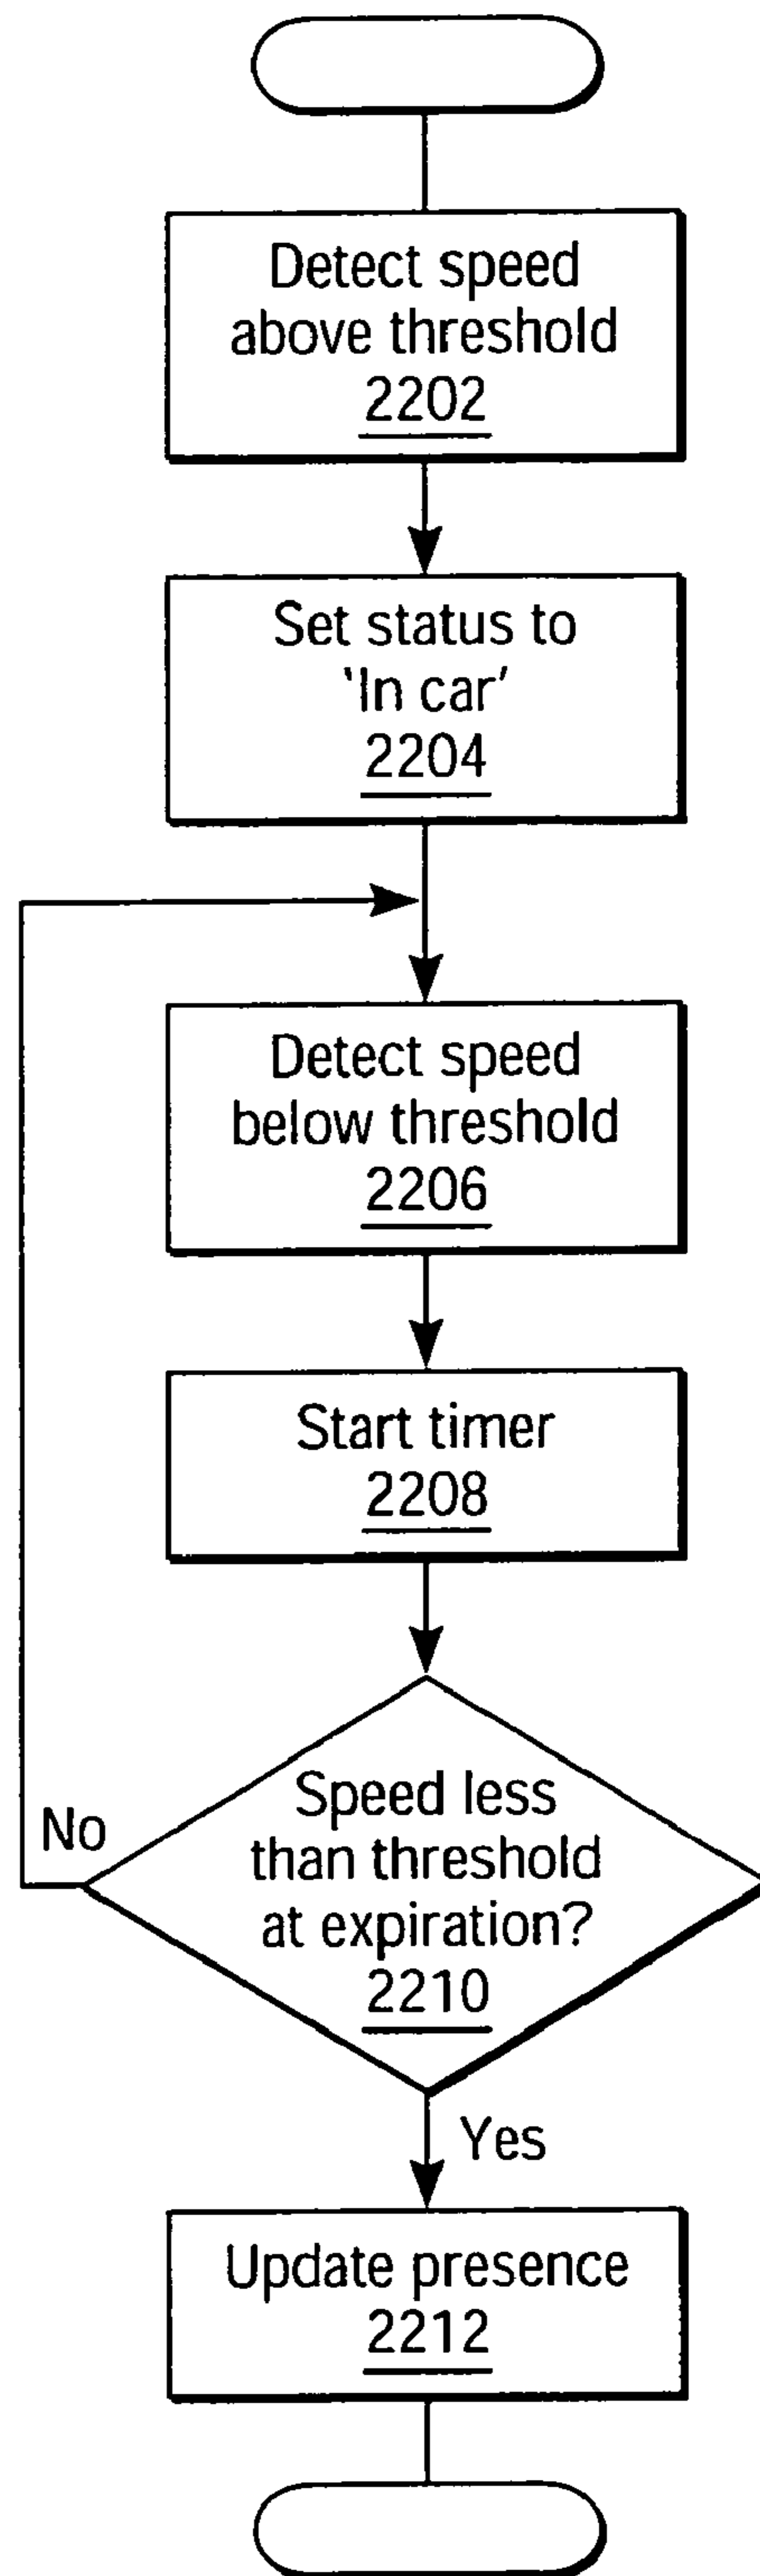 Detect speed
above threshold
2202
Set status to
'In car'
2204
Detect speed
below threshold
2206
Start timer
2208
Speed less
than threshold
at expiration?
2210
No
Yes
Update presence
2212